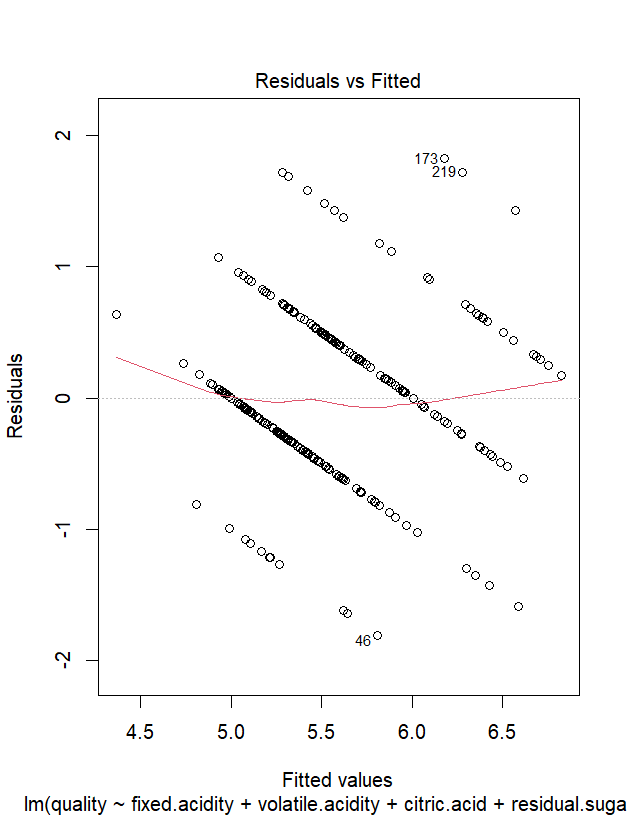 Residuals vs Fitted
2
1
0
-1
-2
Residuals
173
219
46
4.5 5.0 5.5 6.0 6.5
Fitted values
lm(quality ~ fixed.acidity + volatile.acidity + citric.acid + residual.suga